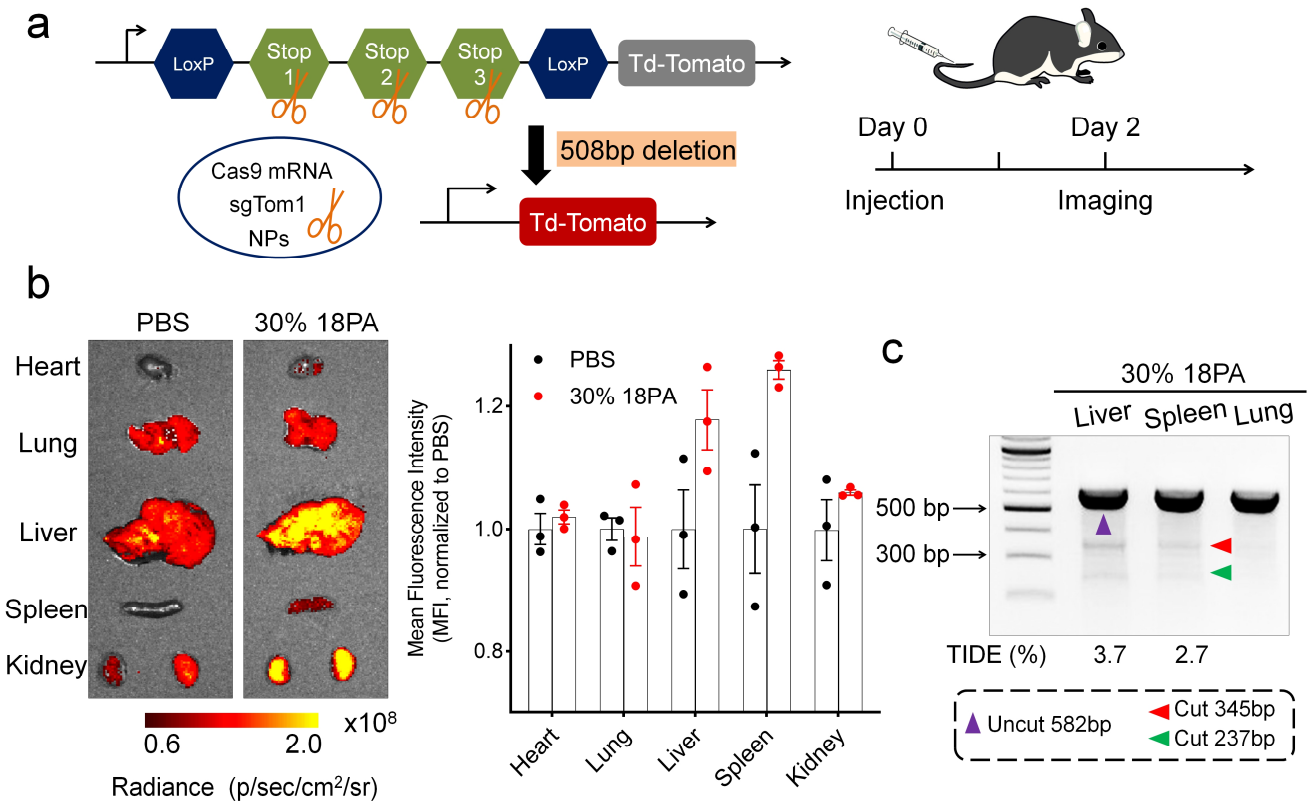 a
LoxP
Stop 1
Stop 2
Stop 3
LoxP
Td-Tomato
508bp deletion
Cas9 mRNA
sgTom1
NPs
Td-Tomato
Day 0
Day 2
Injection
Imaging
b
PBS
30% 18PA
Heart
Lung
Liver
Spleen
Kidney
0.6
2.0
x10⁸
Radiance (p/sec/cm²/sr)
Mean Fluorescence Intensity
(MFI, normalized to PBS)
PBS
30% 18PA
1.2
1.0
0.8
Heart
Lung
Liver
Spleen
Kidney
c
30% 18PA
Liver
Spleen
Lung
500 bp
300 bp
TIDE (%)
3.7
2.7
Uncut 582bp
Cut 345bp
Cut 237bp